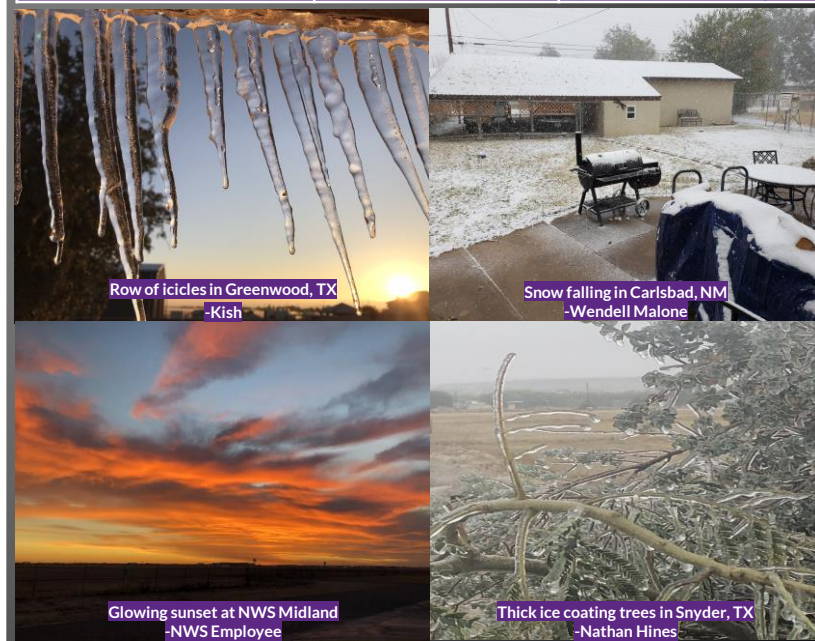 Row of icicles in Greenwood, TX
-Kish
Snow falling in Carlsbad, NM
-Wendell Malone
Glowing sunset at NWS Midland
-NWS Employee
Thick ice coating trees in Snyder, TX
-Nathan Hines